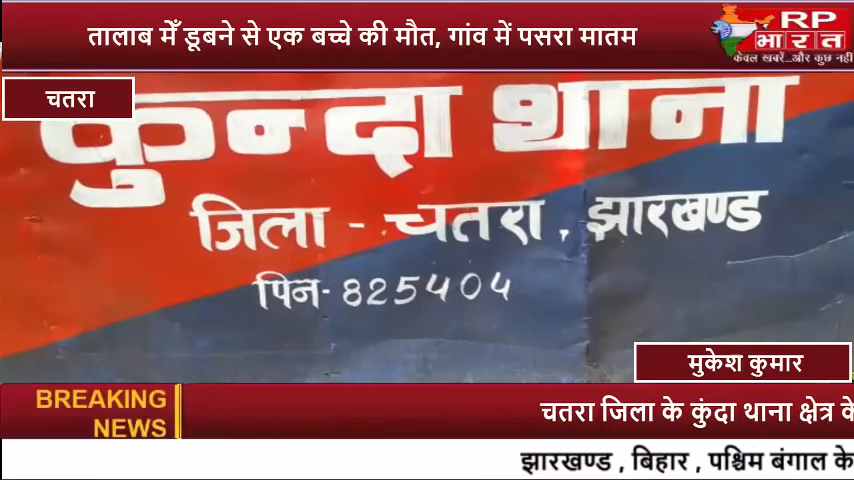 तालाब मेँ डूबने से एक बच्चे की मौत, गांव में पसरा मातम
RP
भारत
केवल खबरें...और कुछ नहीं
चतरा
कुन्दा थाना
जिला - चतरा, झारखण्ड
पिन- 825404
मुकेश कुमार
BREAKING
NEWS
चतरा जिला के कुंदा थाना क्षेत्र के
झारखण्ड , बिहार , पश्चिम बंगाल के